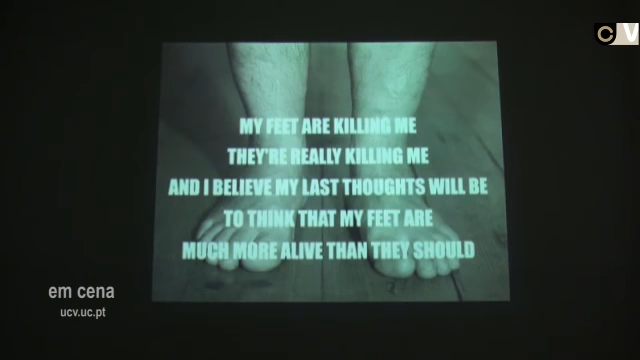 C V
MY FEET ARE KILLING ME
THEY'RE REALLY KILLING ME
AND I BELIEVE MY LAST THOUGHTS WILL BE
TO THINK THAT MY FEET ARE
MUCH MORE ALIVE THAN THEY SHOULD
em cena
ucv.uc.pt